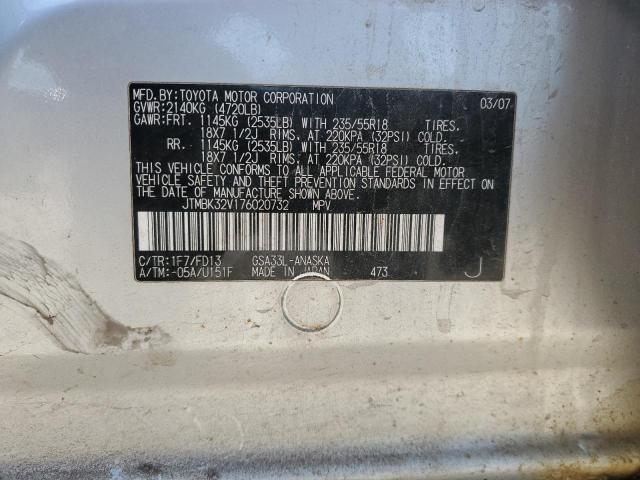 MFD.BY:TOYOTA MOTOR CORPORATION 03/07
GVWR:2140KG (4720LB)
GAWR:FRT. 1145KG (2535LB) WITH 235/55R18 TIRES.
18X7 1/2J RIMS, AT 220KPA (32PSI) COLD.
RR. 1145KG (2535LB) WITH 235/55R18 TIRES.
18X7 1/2J RIMS, AT 220KPA (32PSI) COLD.
THIS VEHICLE CONFORMS TO ALL APPLICABLE FEDERAL MOTOR
VEHICLE SAFETY AND THEFT PREVENTION STANDARDS IN EFFECT ON THE
DATE OF MANUFACTURE SHOWN ABOVE.
JTMBK32V176020732 MPV
C/TR:1F7/FD13 GSA33L-ANASKA
A/TM:-05A/U151F MADE IN JAPAN 473 J